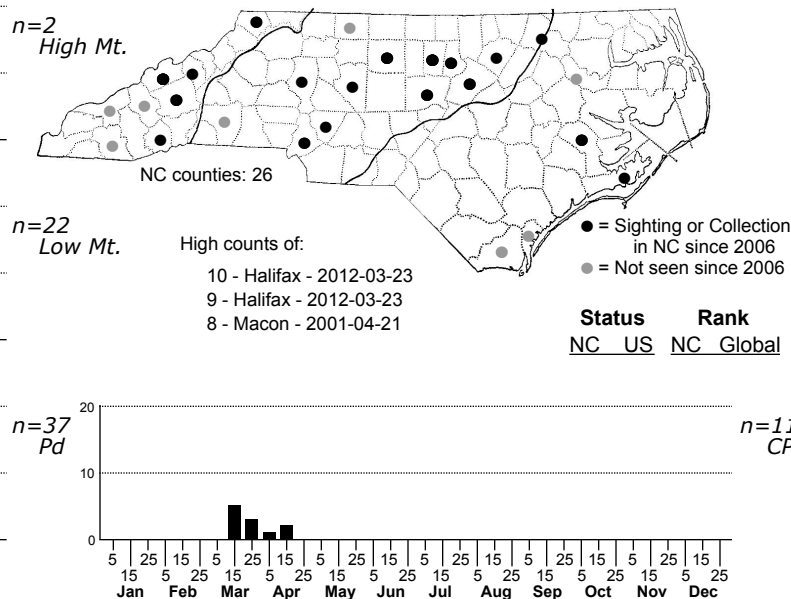 n=2
High Mt.
NC counties: 26
n=22
Low Mt.
High counts of:
10 - Halifax - 2012-03-23
9 - Halifax - 2012-03-23
8 - Macon - 2001-04-21
● = Sighting or Collection
in NC since 2006
● = Not seen since 2006
Status Rank
NC US NC Global
n=37
Pd
20
10
0
n=11
CP
5 15 25 5 15 25 5 15 25 5 15 25 5 15 25 5 15 25 5 15 25 5 15 25 5 15 25 5 15 25 5 15 25 5 15 25
Jan Feb Mar Apr May Jun Jul Aug Sep Oct Nov Dec